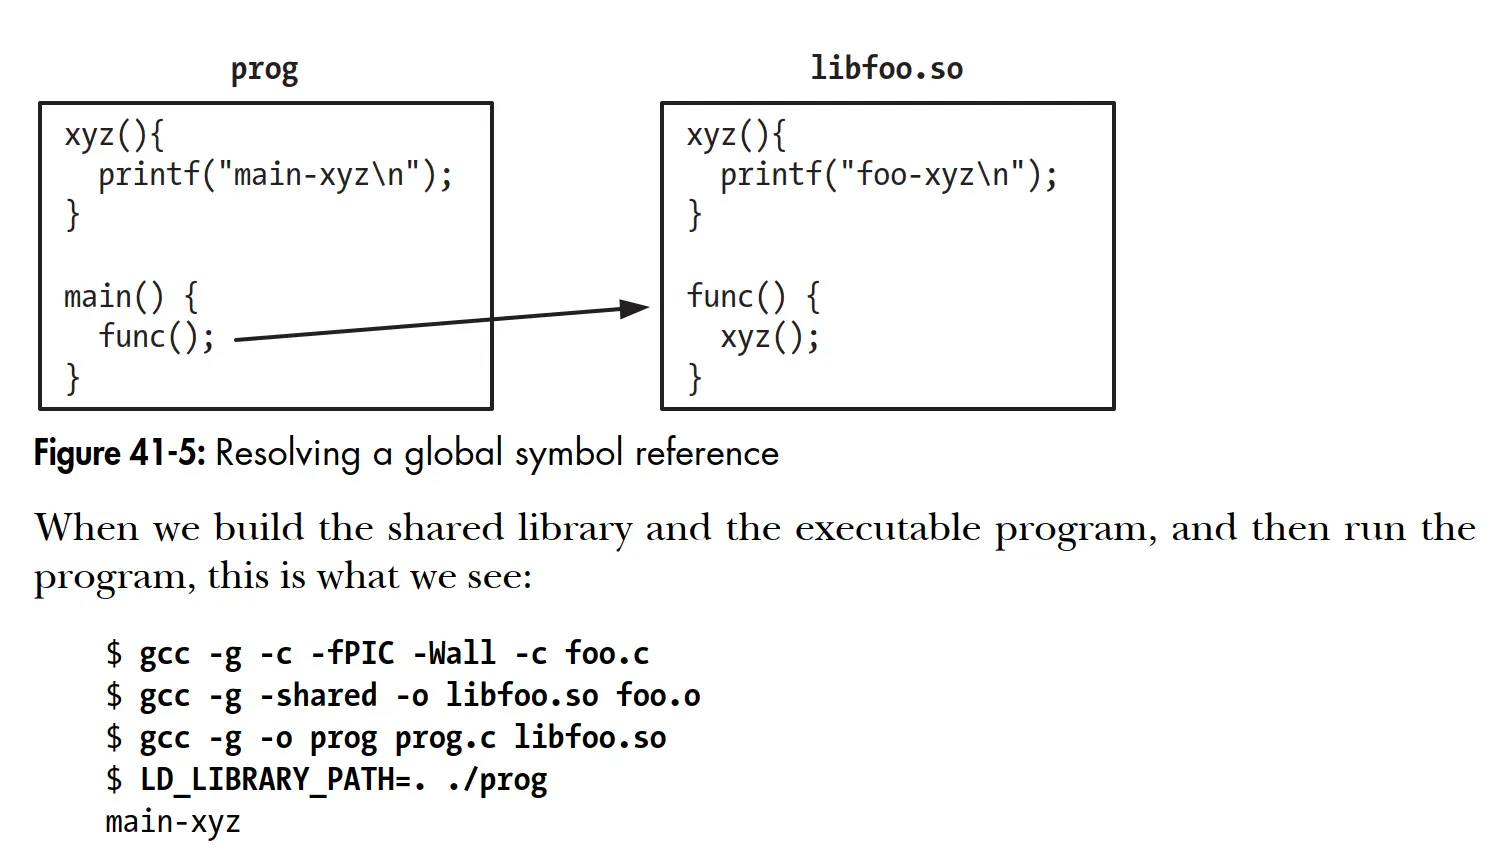 prog
xyz(){
printf("main-xyz\n");
}
main() {
func();
}
libfoo.so
xyz(){
printf("foo-xyz\n");
}
func() {
xyz();
}
Figure 41-5: Resolving a global symbol reference
When we build the shared library and the executable program, and then run the
program, this is what we see:
$ gcc -g -c -fPIC -Wall -c foo.c
$ gcc -g -shared -o libfoo.so foo.o
$ gcc -g -o prog prog.c libfoo.so
$ LD_LIBRARY_PATH=. ./prog
main-xyz